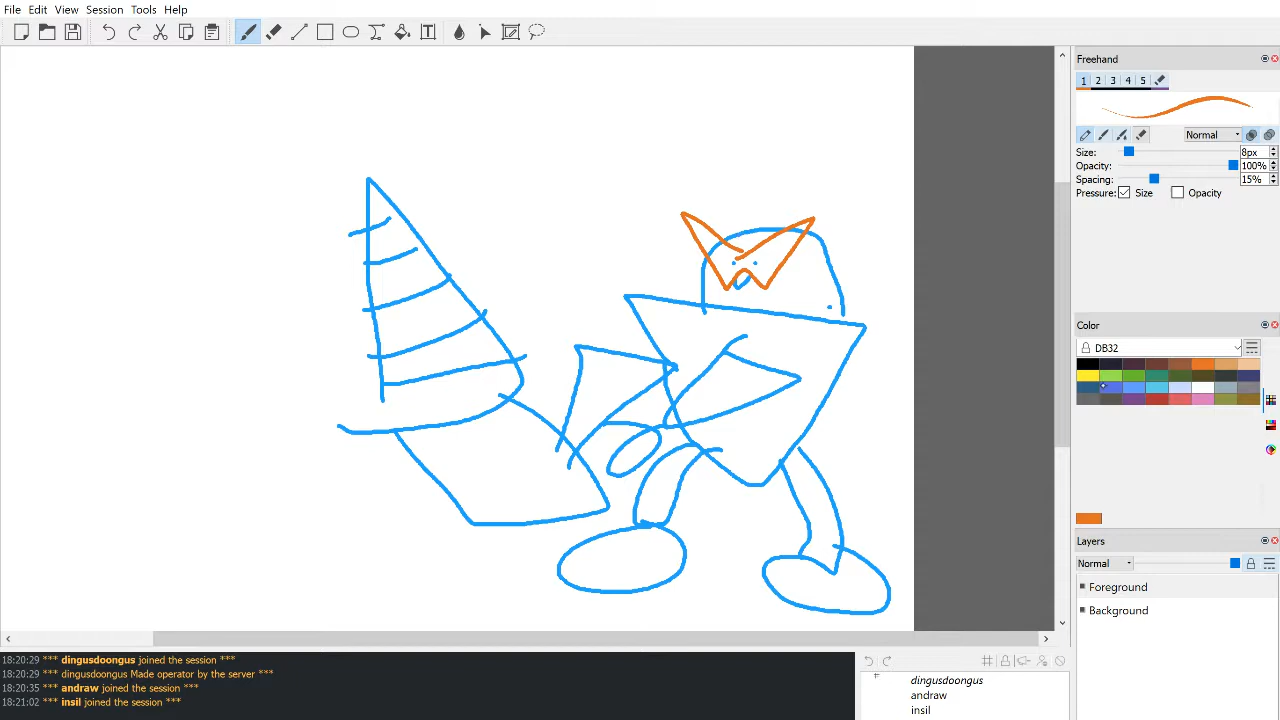 File Edit View Session Tools Help
Freehand
1 2 3 4 5
Normal
Size: 8px
Opacity: 100%
Spacing: 15%
Pressure: Size Opacity
Color
DB32
Layers
Normal
Foreground
Background
18:20:29 *** dingusdoongus joined the session ***
18:20:29 *** dingusdoongus Made operator by the server ***
18:20:35 *** andraw joined the session ***
18:21:02 *** insil joined the session ***
dingusdoongus
andraw
insil